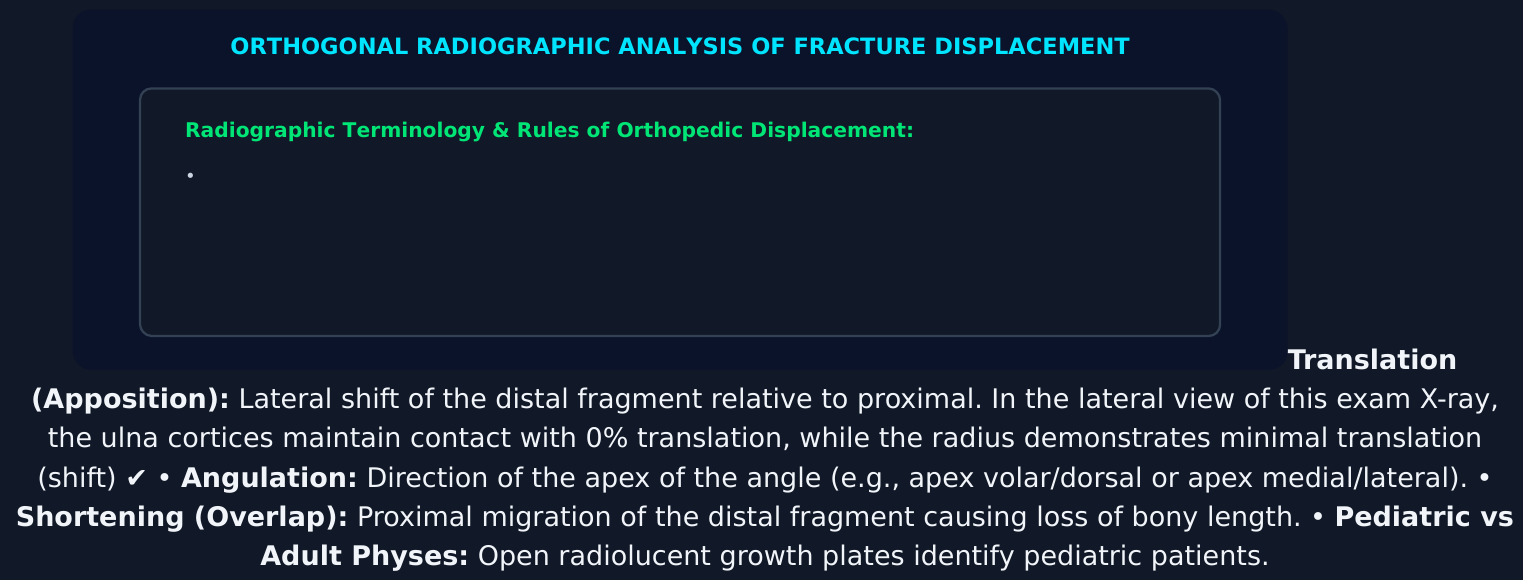 ORTHOGONAL RADIOGRAPHIC ANALYSIS OF FRACTURE DISPLACEMENT
Radiographic Terminology & Rules of Orthopedic Displacement:
•
Translation
(Apposition): Lateral shift of the distal fragment relative to proximal. In the lateral view of this exam X-ray,
the ulna cortices maintain contact with 0% translation, while the radius demonstrates minimal translation
(shift) ✔ • Angulation: Direction of the apex of the angle (e.g., apex volar/dorsal or apex medial/lateral). •
Shortening (Overlap): Proximal migration of the distal fragment causing loss of bony length. • Pediatric vs
Adult Physes: Open radiolucent growth plates identify pediatric patients.